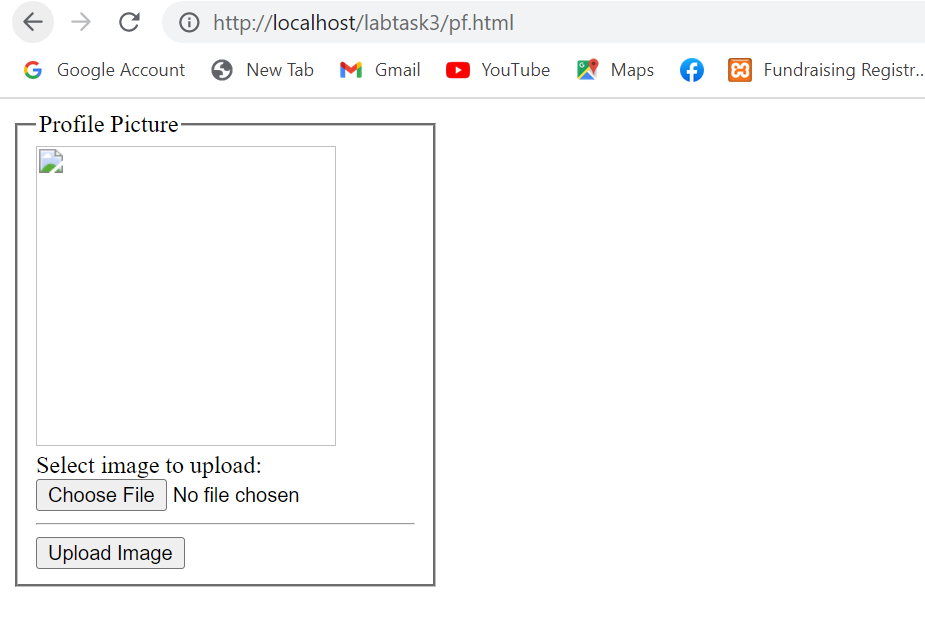 http://localhost/labtask3/pf.html
Google Account New Tab Gmail YouTube Maps Fundraising Registr...
Profile Picture
Select image to upload:
Choose File No file chosen
Upload Image